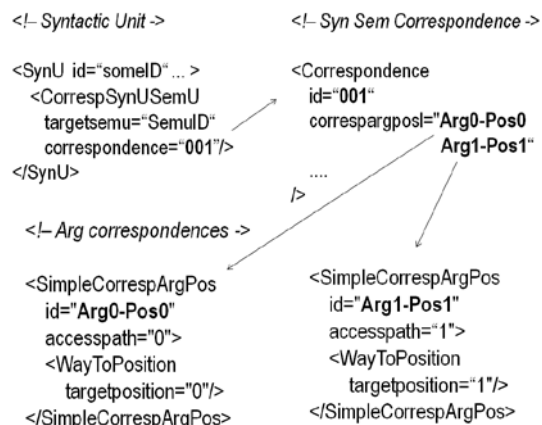 <!– Syntactic Unit ->
<SynU id=“someID“ ... >
<CorrespSynUSemU
targetsemu=“SemuID“
correspondence=“001“/>
</SynU>
<!– Syn Sem Correspondence ->
<Correspondence
id=“001“
correspargposl="Arg0-Pos0
Arg1-Pos1“
....
/>
<!– Arg correspondences ->
<SimpleCorrespArgPos
id="Arg0-Pos0"
accesspath="0">
<WayToPosition
targetposition="0"/>
</SimpleCorrespArgPos>
<SimpleCorrespArgPos
id="Arg1-Pos1"
accesspath=“1">
<WayToPosition
targetposition=“1"/>
</SimpleCorrespArgPos>